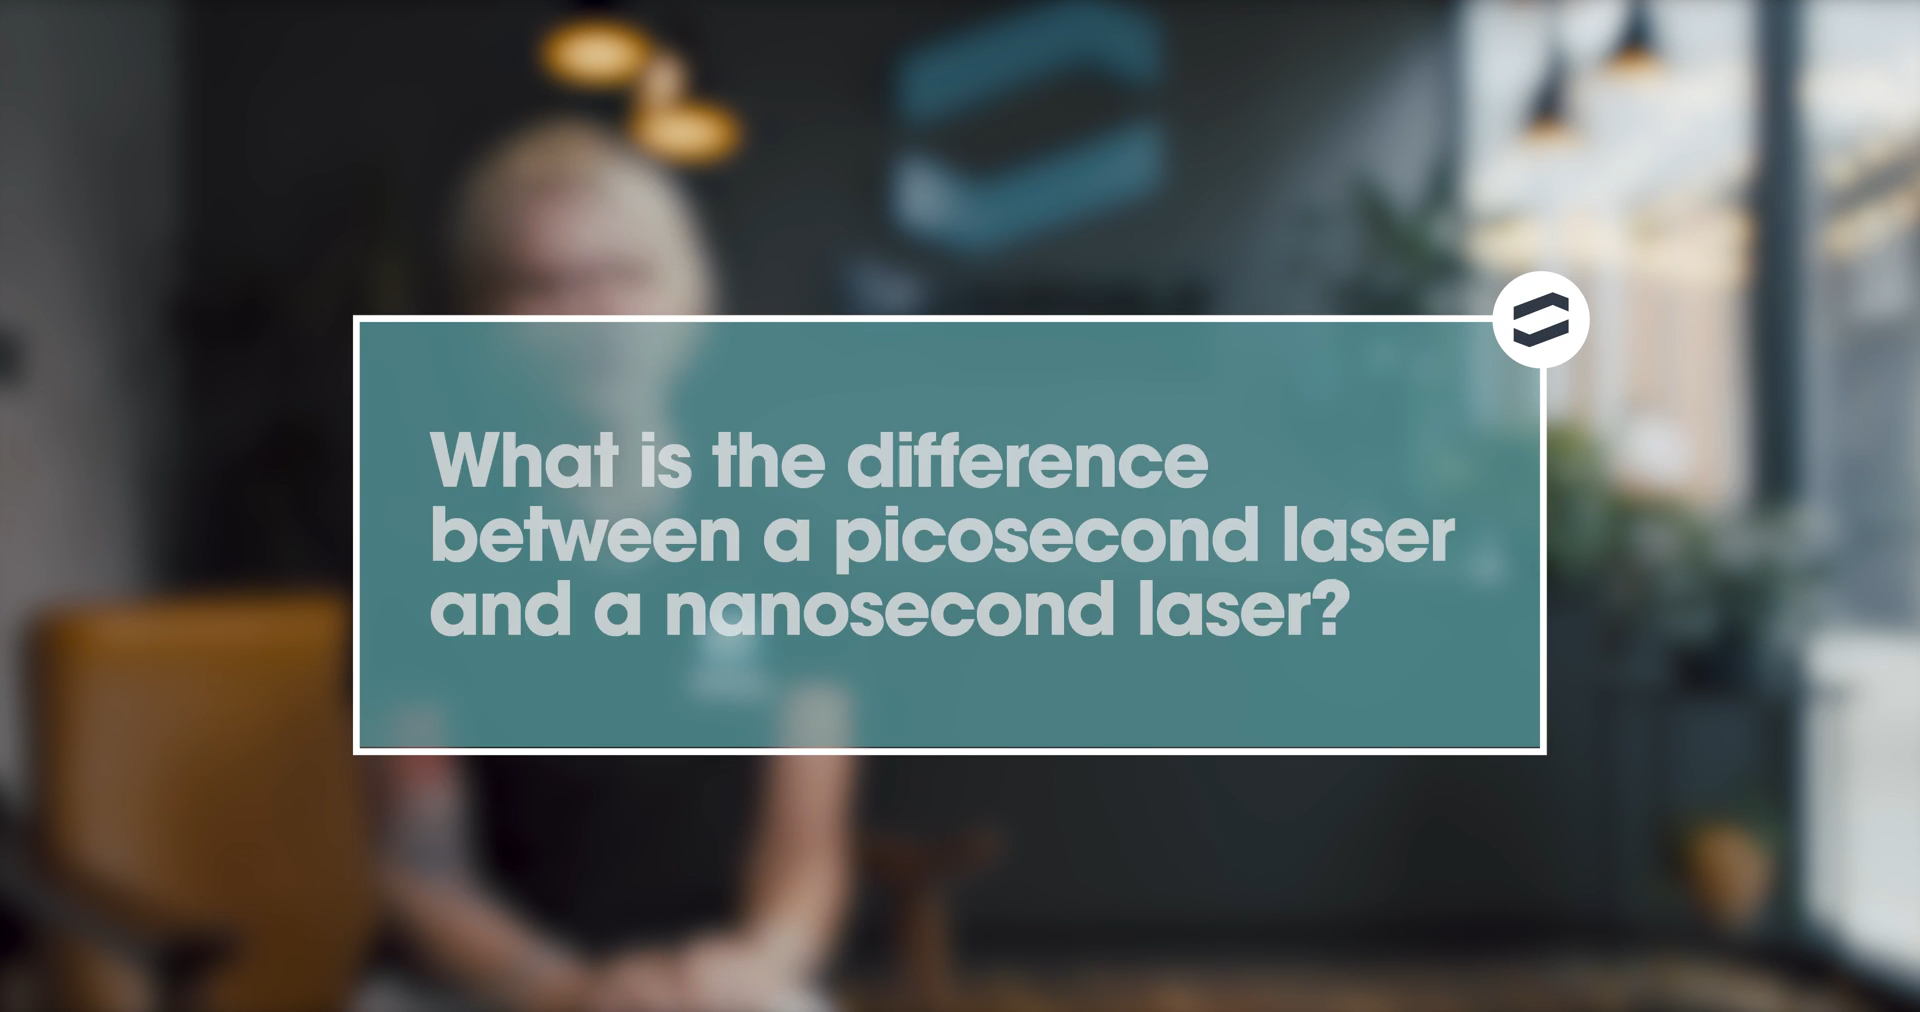 What is the difference
between a picosecond laser
and a nanosecond laser?